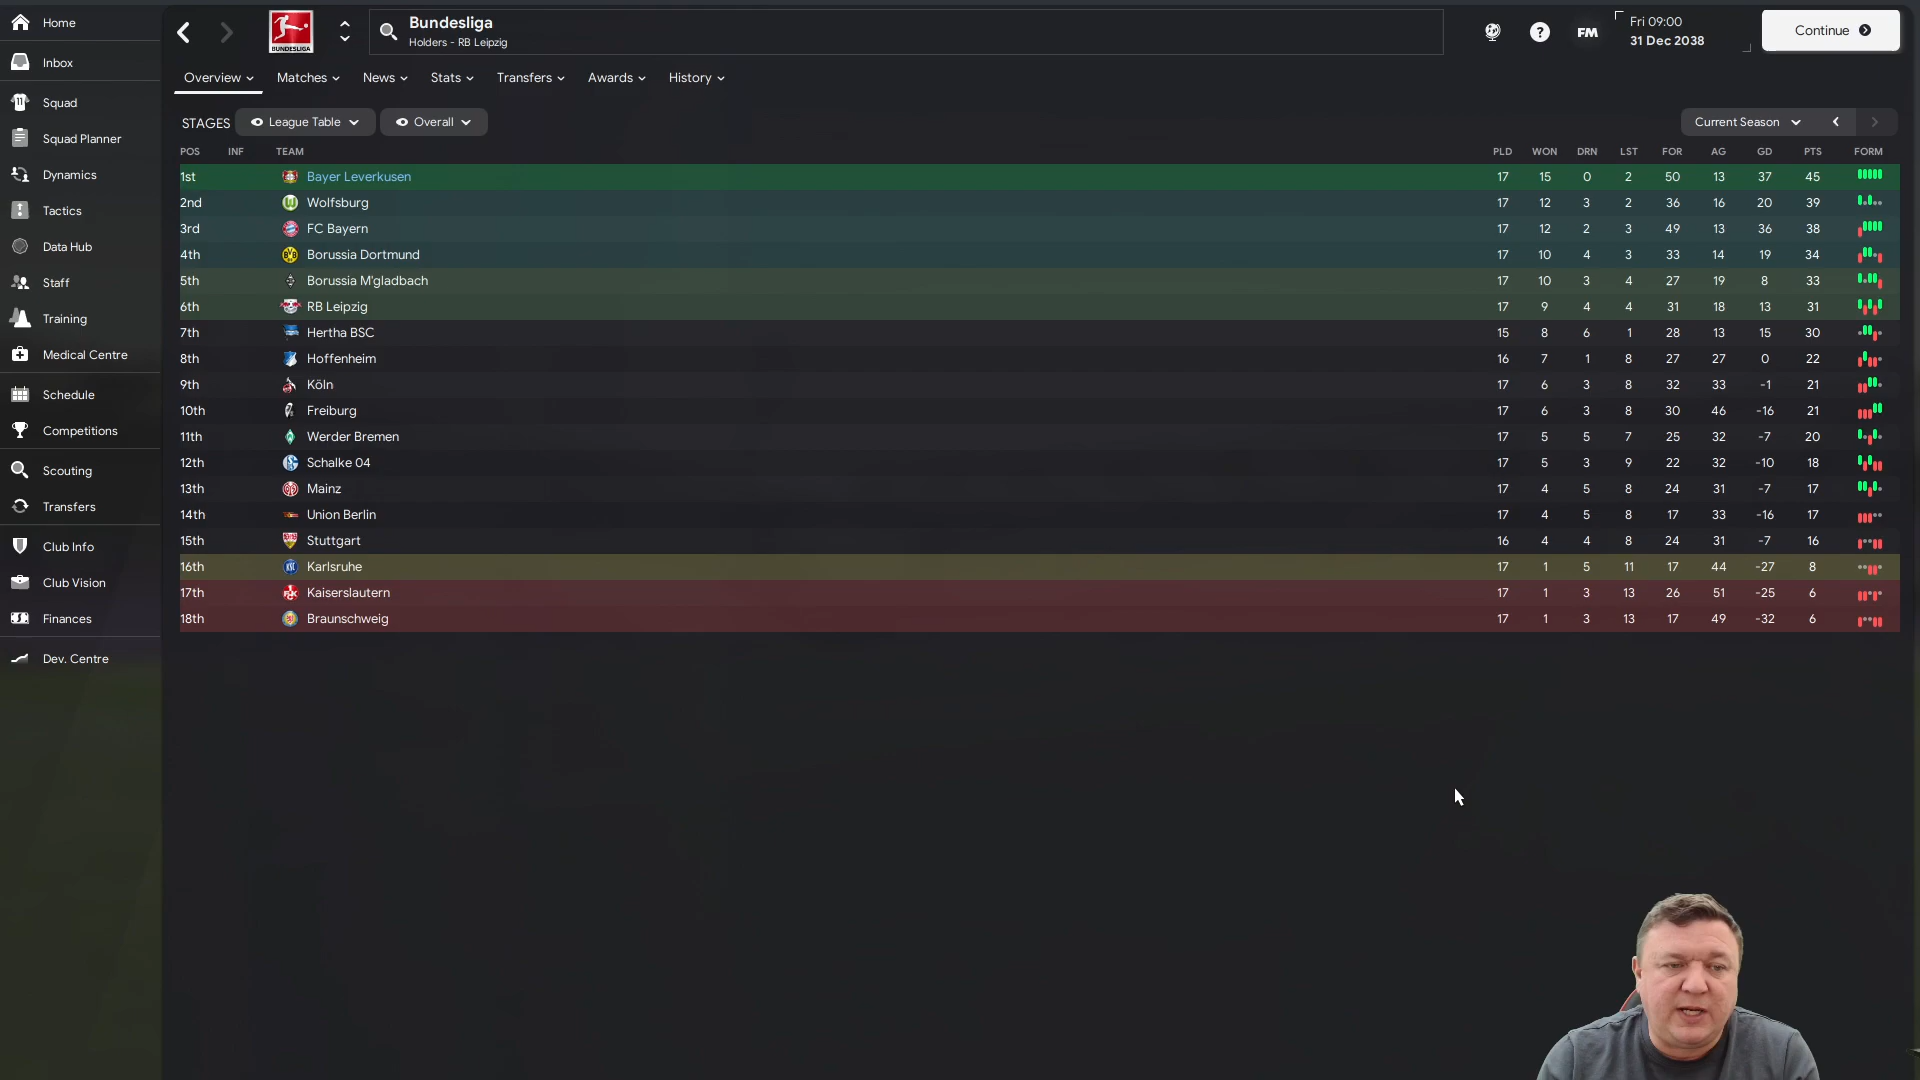 Home
Inbox
Squad
Squad Planner
Dynamics
Tactics
Data Hub
Staff
Training
Medical Centre
Schedule
Competitions
Scouting
Transfers
Club Info
Club Vision
Finances
Dev. Centre
BUNDESLIGA
Bundesliga
Holders - RB Leipzig
? FM
Fri 09:00
31 Dec 2038
Continue
Overview Matches News Stats Transfers Awards History
STAGES League Table Overall Current Season
POS INF TEAM PLD WON DRN LST FOR AG GD PTS FORM
1st Bayer Leverkusen 17 15 0 2 50 13 37 45
2nd Wolfsburg 17 12 3 2 36 16 20 39
3rd FC Bayern 17 12 2 3 49 13 36 38
4th Borussia Dortmund 17 10 4 3 33 14 19 34
5th Borussia M'gladbach 17 10 3 4 27 19 8 33
6th RB Leipzig 17 9 4 4 31 18 13 31
7th Hertha BSC 15 8 6 1 28 13 15 30
8th Hoffenheim 16 7 1 8 27 27 0 22
9th Köln 17 6 3 8 32 33 -1 21
10th Freiburg 17 6 3 8 30 46 -16 21
11th Werder Bremen 17 5 5 7 25 32 -7 20
12th Schalke 04 17 5 3 9 22 32 -10 18
13th Mainz 17 4 5 8 24 31 -7 17
14th Union Berlin 17 4 5 8 17 33 -16 17
15th Stuttgart 16 4 4 8 24 31 -7 16
16th Karlsruhe 17 1 5 11 17 44 -27 8
17th Kaiserslautern 17 1 3 13 26 51 -25 6
18th Braunschweig 17 1 3 13 17 49 -32 6